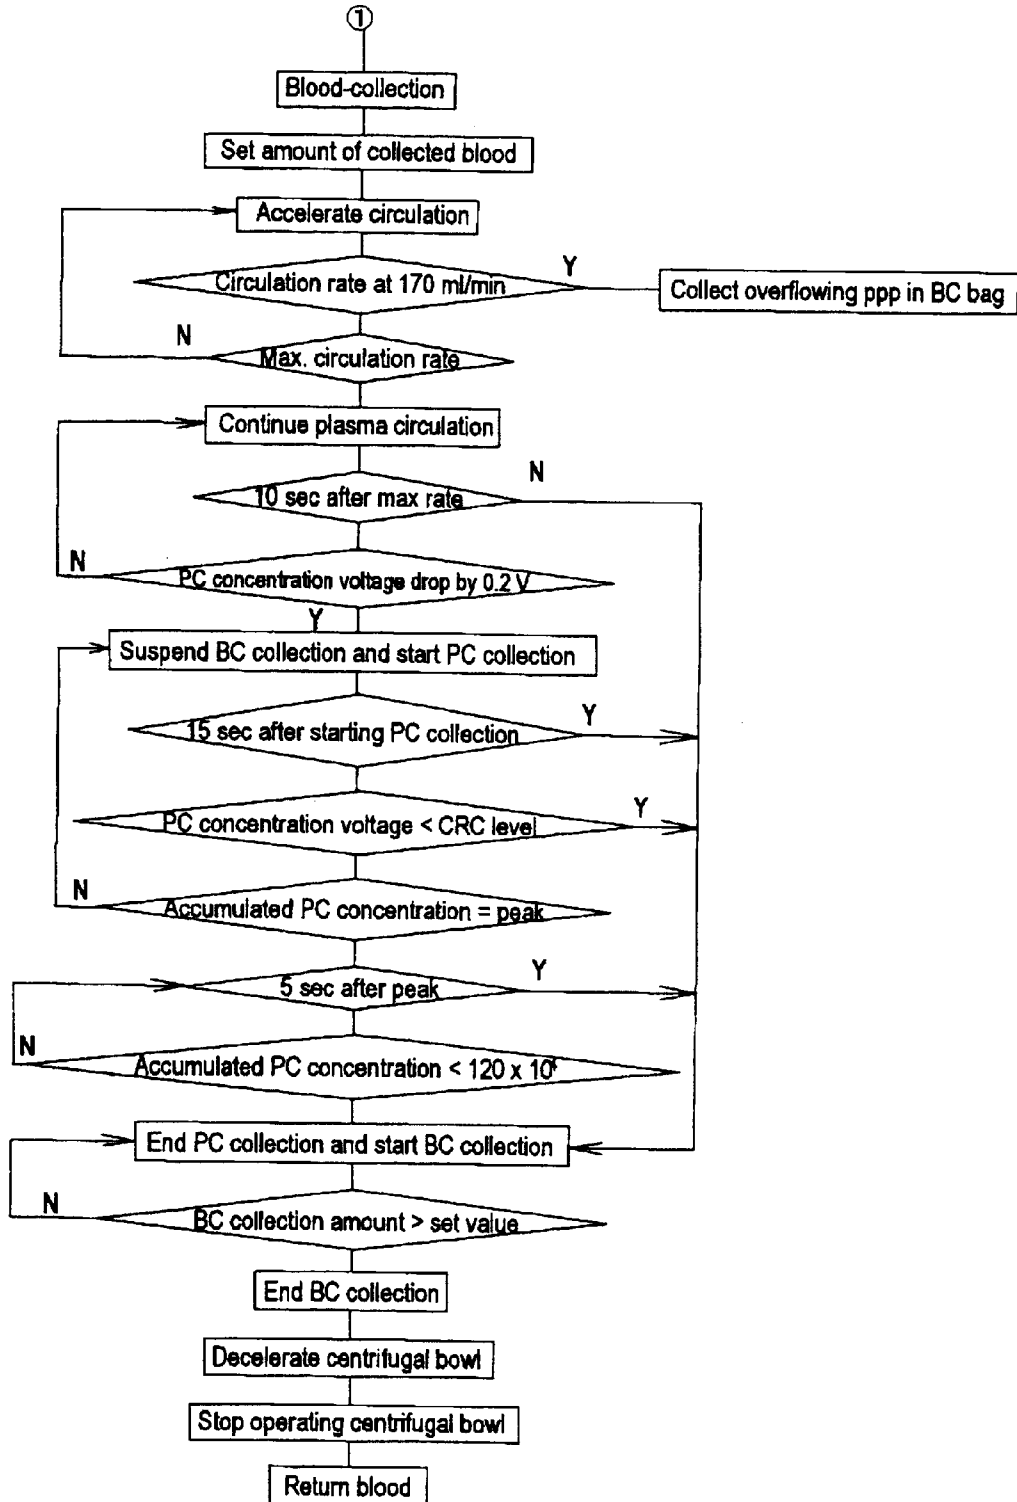 ①
Blood-collection
Set amount of collected blood
Accelerate circulation
Circulation rate at 170 ml/min
Y
Collect overflowing ppp in BC bag
N
Max. circulation rate
Continue plasma circulation
N
10 sec after max rate
N
PC concentration voltage drop by 0.2 V
Y
Suspend BC collection and start PC collection
Y
15 sec after starting PC collection
Y
PC concentration voltage < CRC level
N
Accumulated PC concentration = peak
Y
5 sec after peak
N
Accumulated PC concentration < 120 x
End PC collection and start BC collection
N
BC collection amount > set value
End BC collection
Decelerate centrifugal bowl
Stop operating centrifugal bowl
Return blood